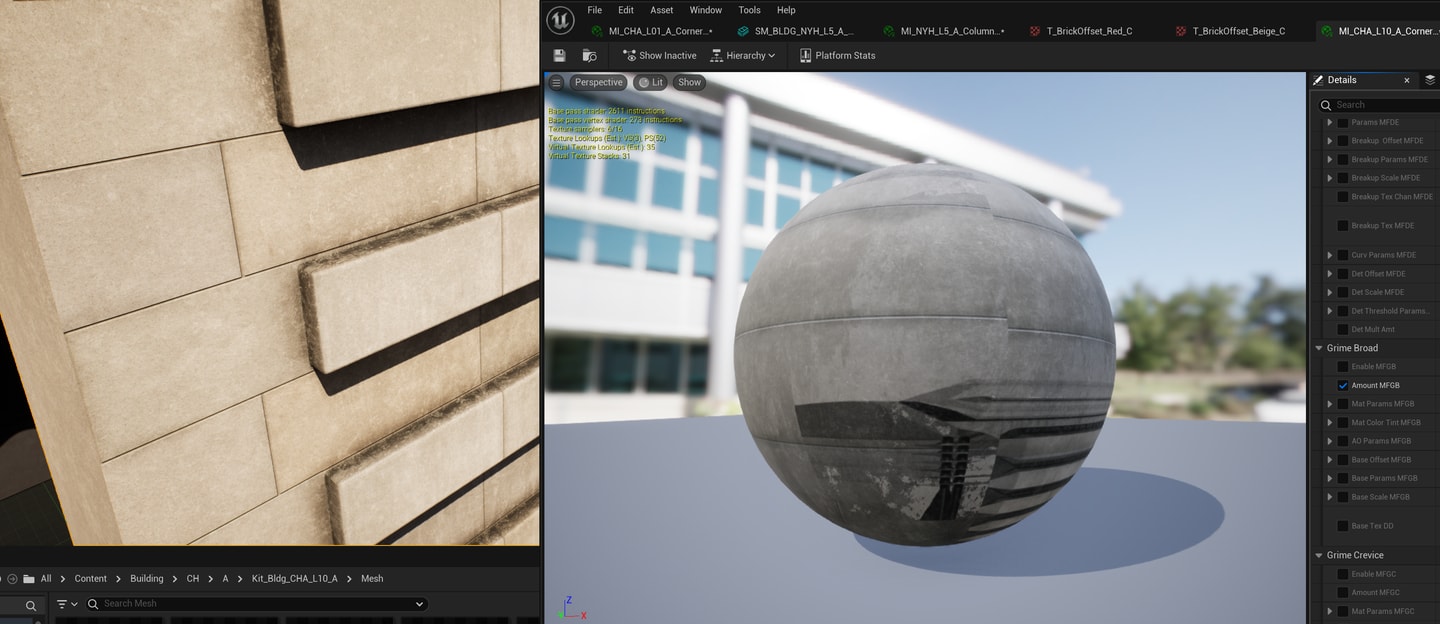 File Edit Asset Window Tools Help
MI_CHA_L01_A_Corner...* SM_BLDG_NYH_L5_A_... MI_NYH_L5_A_Column...* T_BrickOffset_Red_C T_BrickOffset_Beige_C MI_CHA_L10_A_Corner...
Show Inactive Hierarchy Platform Stats
Perspective Lit Show
Base pass shader: 2611 instructions
Base pass vertex shader: 273 instructions
Texture samplers: 6/16
Texture Lookups (Est.): VS(3), PS(52)
Virtual Texture Lookups (Est.): 35
Virtual Texture Stacks: 31
Z
X
Details
Search
Params MFDE
Breakup Offset MFDE
Breakup Params MFDE
Breakup Scale MFDE
Breakup Tex Chan MFDE
Breakup Tex MFDE
Curv Params MFDE
Det Offset MFDE
Det Scale MFDE
Det Threshold Params...
Det Mult Amt
Grime Broad
Enable MFGB
Amount MFGB
Mat Params MFGB
Mat Color Tint MFGB
AO Params MFGB
Base Offset MFGB
Base Params MFGB
Base Scale MFGB
Base Tex DD
Grime Crevice
Enable MFGC
Amount MFGC
Mat Params MFGC
All Content Building CH A Kit_Bldg_CHA_L10_A Mesh
Search Mesh